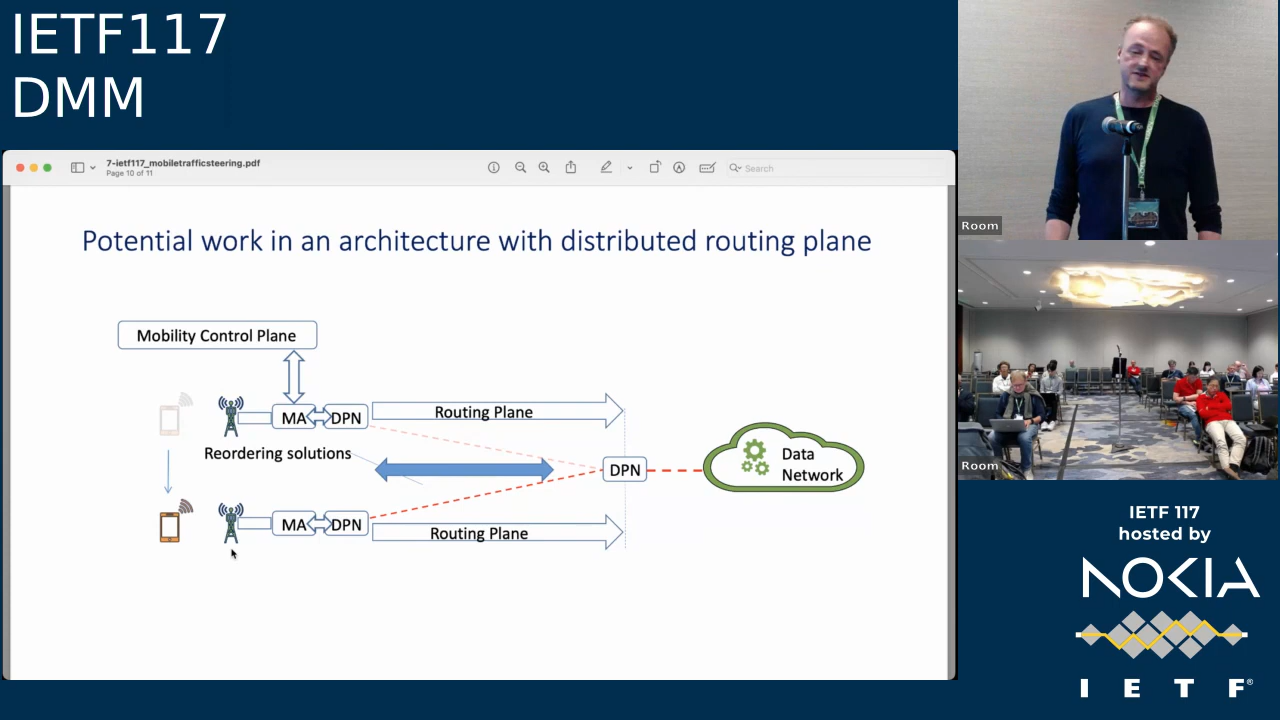 IETF117
DMM
7-ietf117_mobiletrafficsteering.pdf
Page 10 of 11
Search
Potential work in an architecture with distributed routing plane
Mobility Control Plane
MA
DPN
Routing Plane
Reordering solutions
DPN
Data
Network
MA
DPN
Routing Plane
Room
Room
IETF 117
hosted by
NOKIA
I E T F®